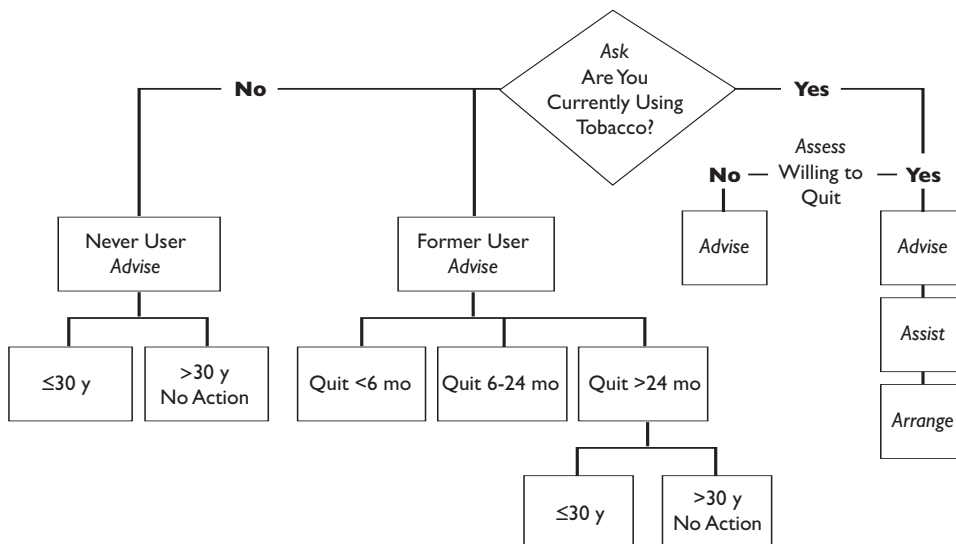 Ask
Are You
Currently Using
Tobacco?
No
Yes
Assess
No
Willing to
Yes
Quit
Never User
Advise
Former User
Advise
Advise
Advise
Assist
Arrange
≤30 y
>30 y
No Action
Quit <6 mo
Quit 6-24 mo
Quit >24 mo
≤30 y
>30 y
No Action